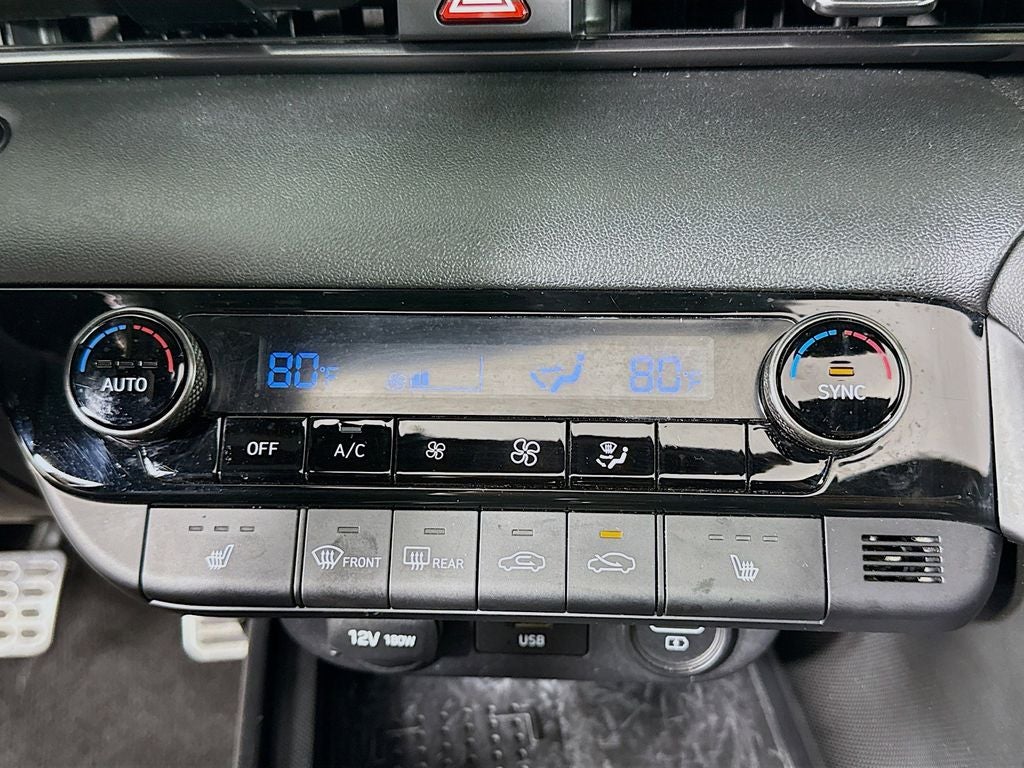 80°F 80°F
AUTO SYNC
OFF A/C
FRONT REAR
12V 180W USB